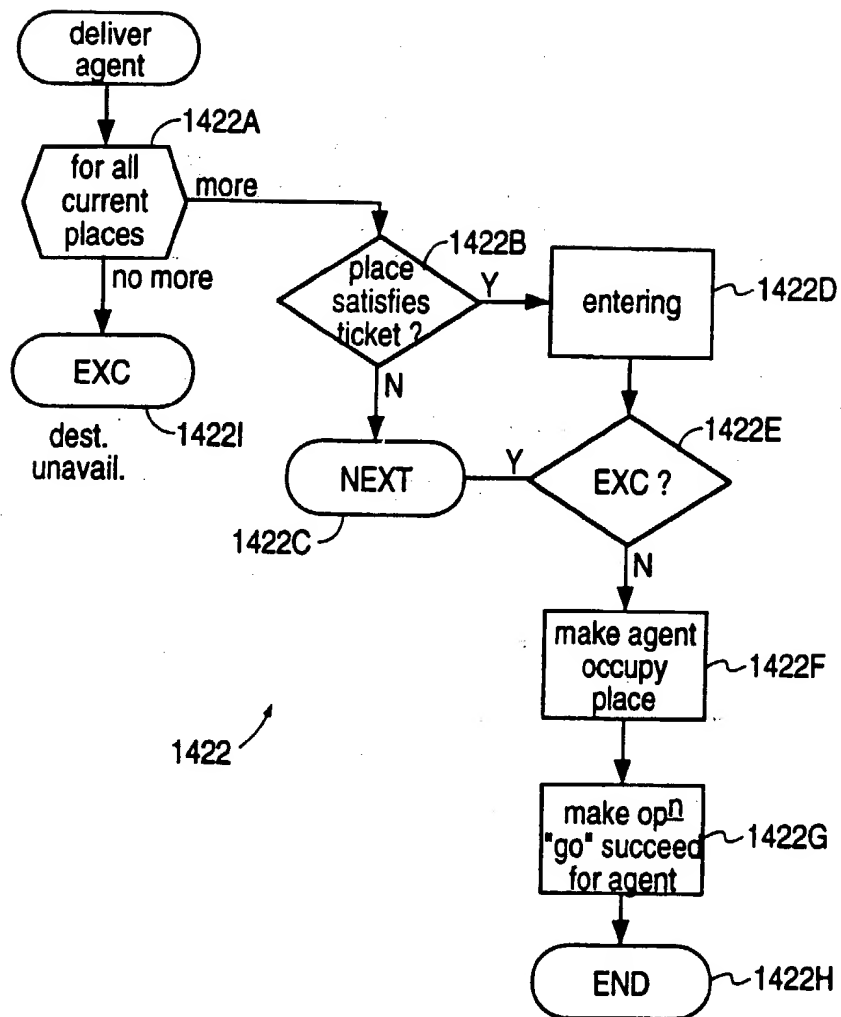 deliver
agent
1422A
for all
current
places
more
no more
EXC
1422I
dest.
unavail.
1422B
place
satisfies
ticket ?
Y
N
entering
1422D
NEXT
1422C
1422E
EXC ?
Y
N
make agent
occupy
place
1422F
1422
make opn
"go" succeed
for agent
1422G
END
1422H